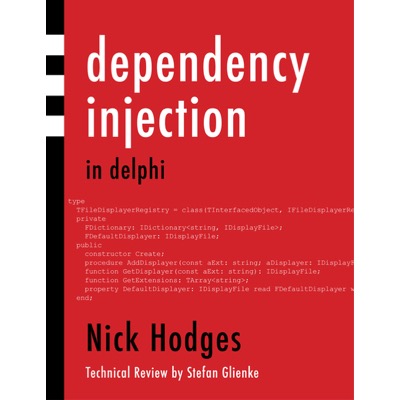 dependency
injection
in delphi
type
TFileDisplayerRegistry = class(TInterfacedObject, IFileDisplayerRe
private
FDictionary: IDictionary<string, IDisplayFile>;
FDefaultDisplayer: IDisplayFile;
public
constructor Create;
procedure AddDisplayer(const aExt: string; aDisplayer: IDisplayF
function GetDisplayer(const aExt: string): IDisplayFile;
function GetExtensions: TArray<string>;
property DefaultDisplayer: IDisplayFile read FDefaultDisplayer w
end;
Nick Hodges
Technical Review by Stefan Glienke